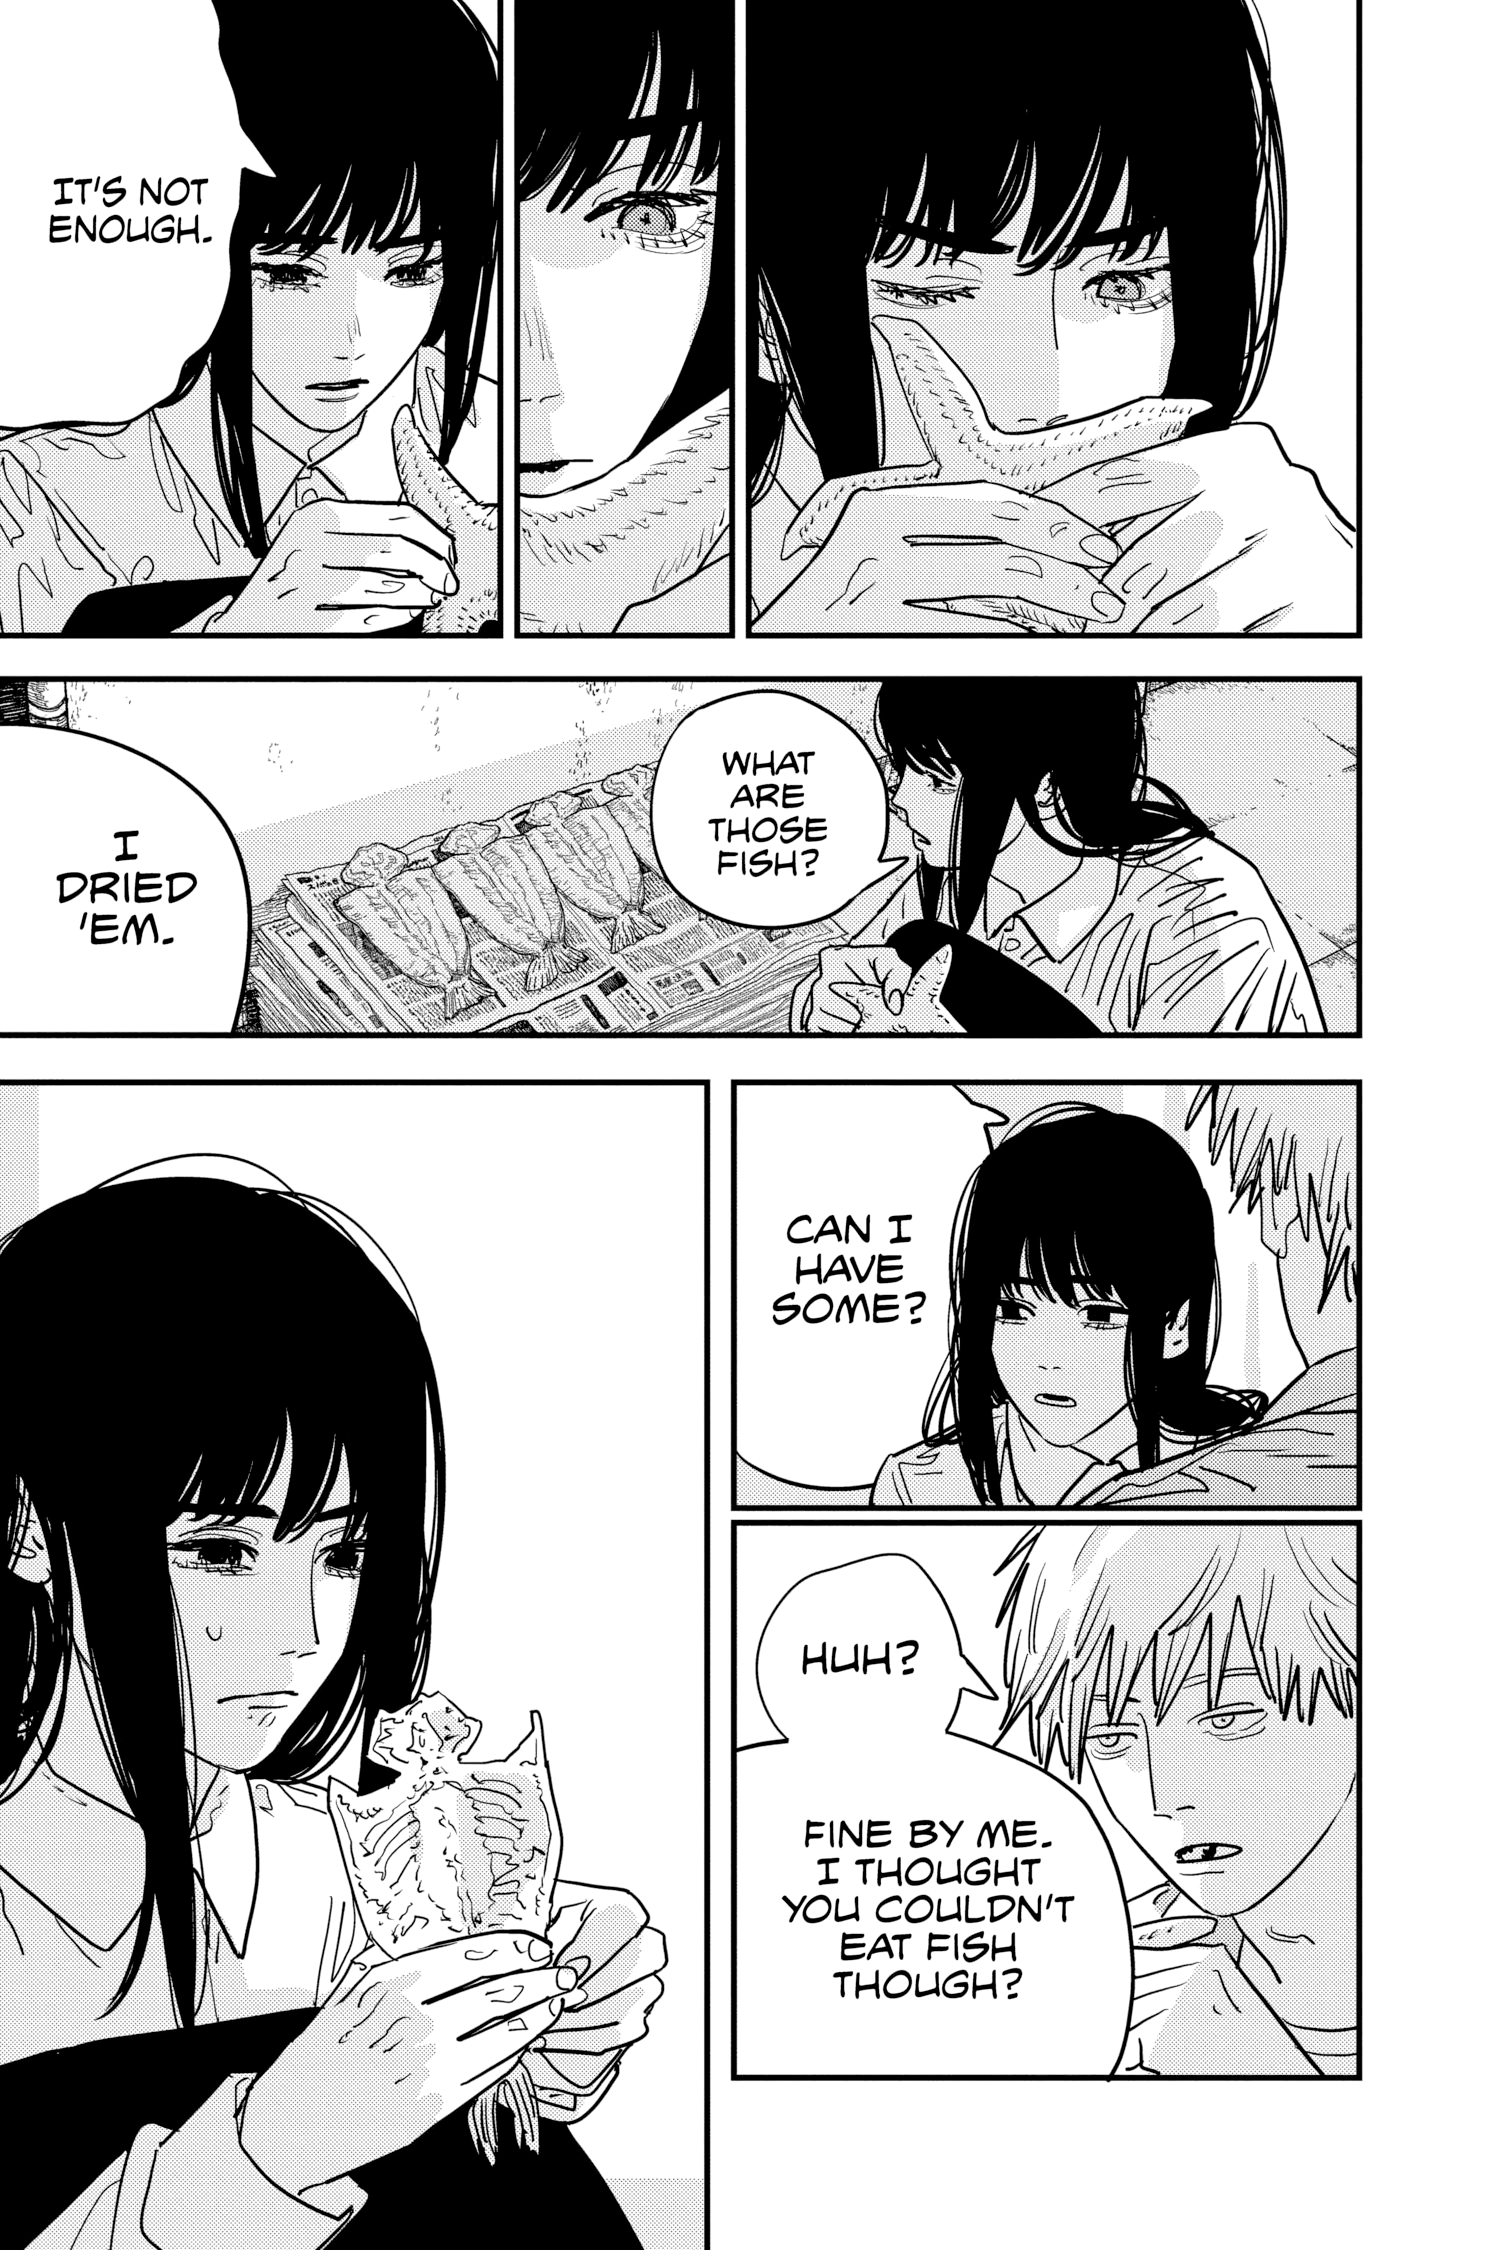 IT'S NOT
ENOUGH.
WHAT
ARE
THOSE
FISH?
I
DRIED
'EM.
CAN I
HAVE
SOME?
HUH?
FINE BY ME.
I THOUGHT
YOU COULDN'T
EAT FISH
THOUGH?